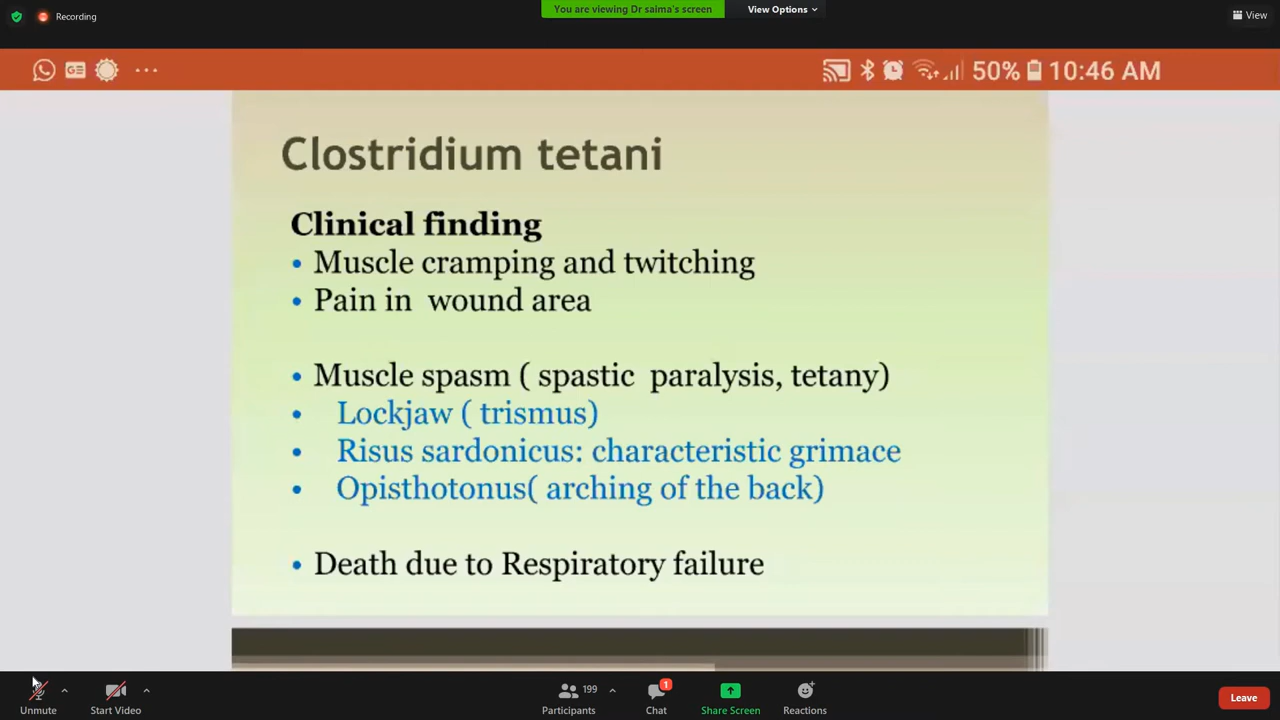 Recording
You are viewing Dr saima's screen
View Options
View
50% 10:46 AM
Clostridium tetani
Clinical finding
• Muscle cramping and twitching
• Pain in wound area
• Muscle spasm ( spastic paralysis, tetany)
• Lockjaw ( trismus)
• Risus sardonicus: characteristic grimace
• Opisthotonus( arching of the back)
• Death due to Respiratory failure
Unmute
Start Video
Participants 199
Chat 1
Share Screen
Reactions
Leave